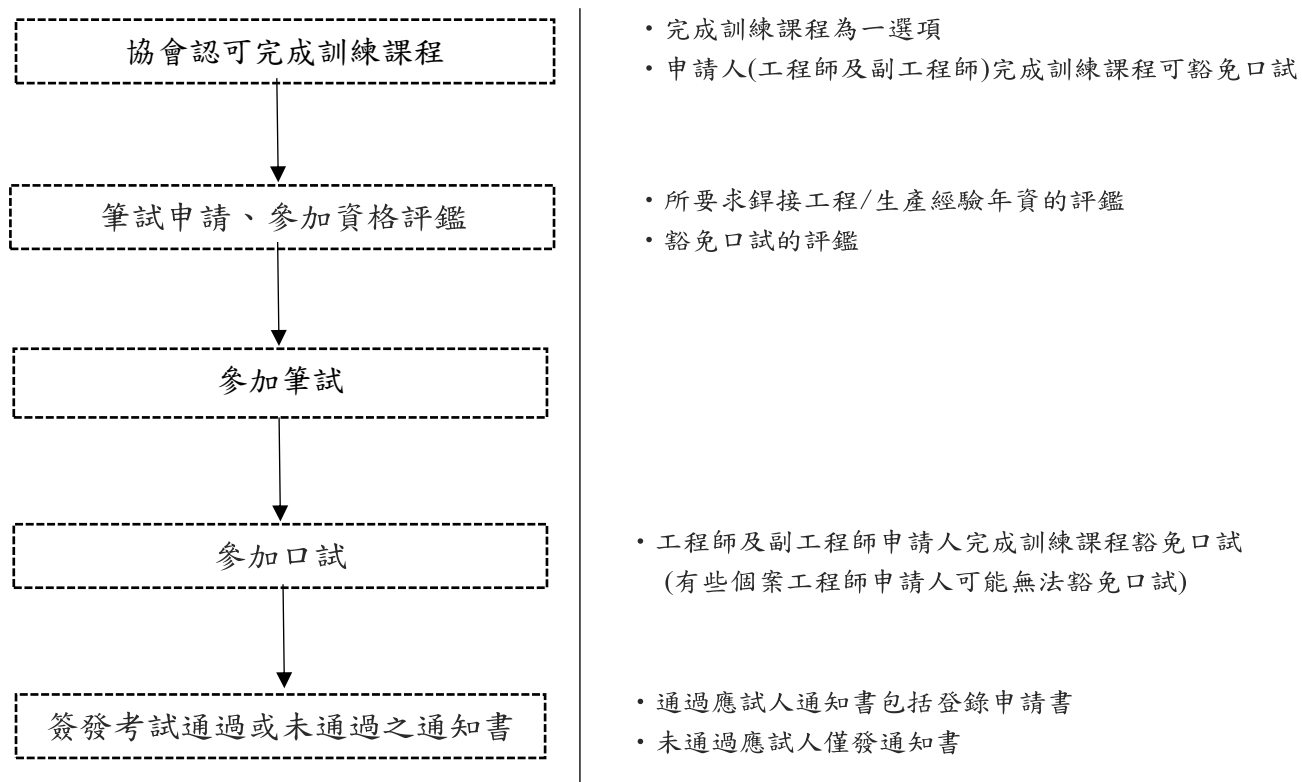 協會認可完成訓練課程
・完成訓練課程為一選項
・申請人(工程師及副工程師)完成訓練課程可豁免口試
筆試申請、參加資格評鑑
・所要求銲接工程/生產經驗年資的評鑑
・豁免口試的評鑑
參加筆試
參加口試
・工程師及副工程師申請人完成訓練課程豁免口試
(有些個案工程師申請人可能無法豁免口試)
簽發考試通過或未通過之通知書
・通過應試人通知書包括登錄申請書
・未通過應試人僅發通知書